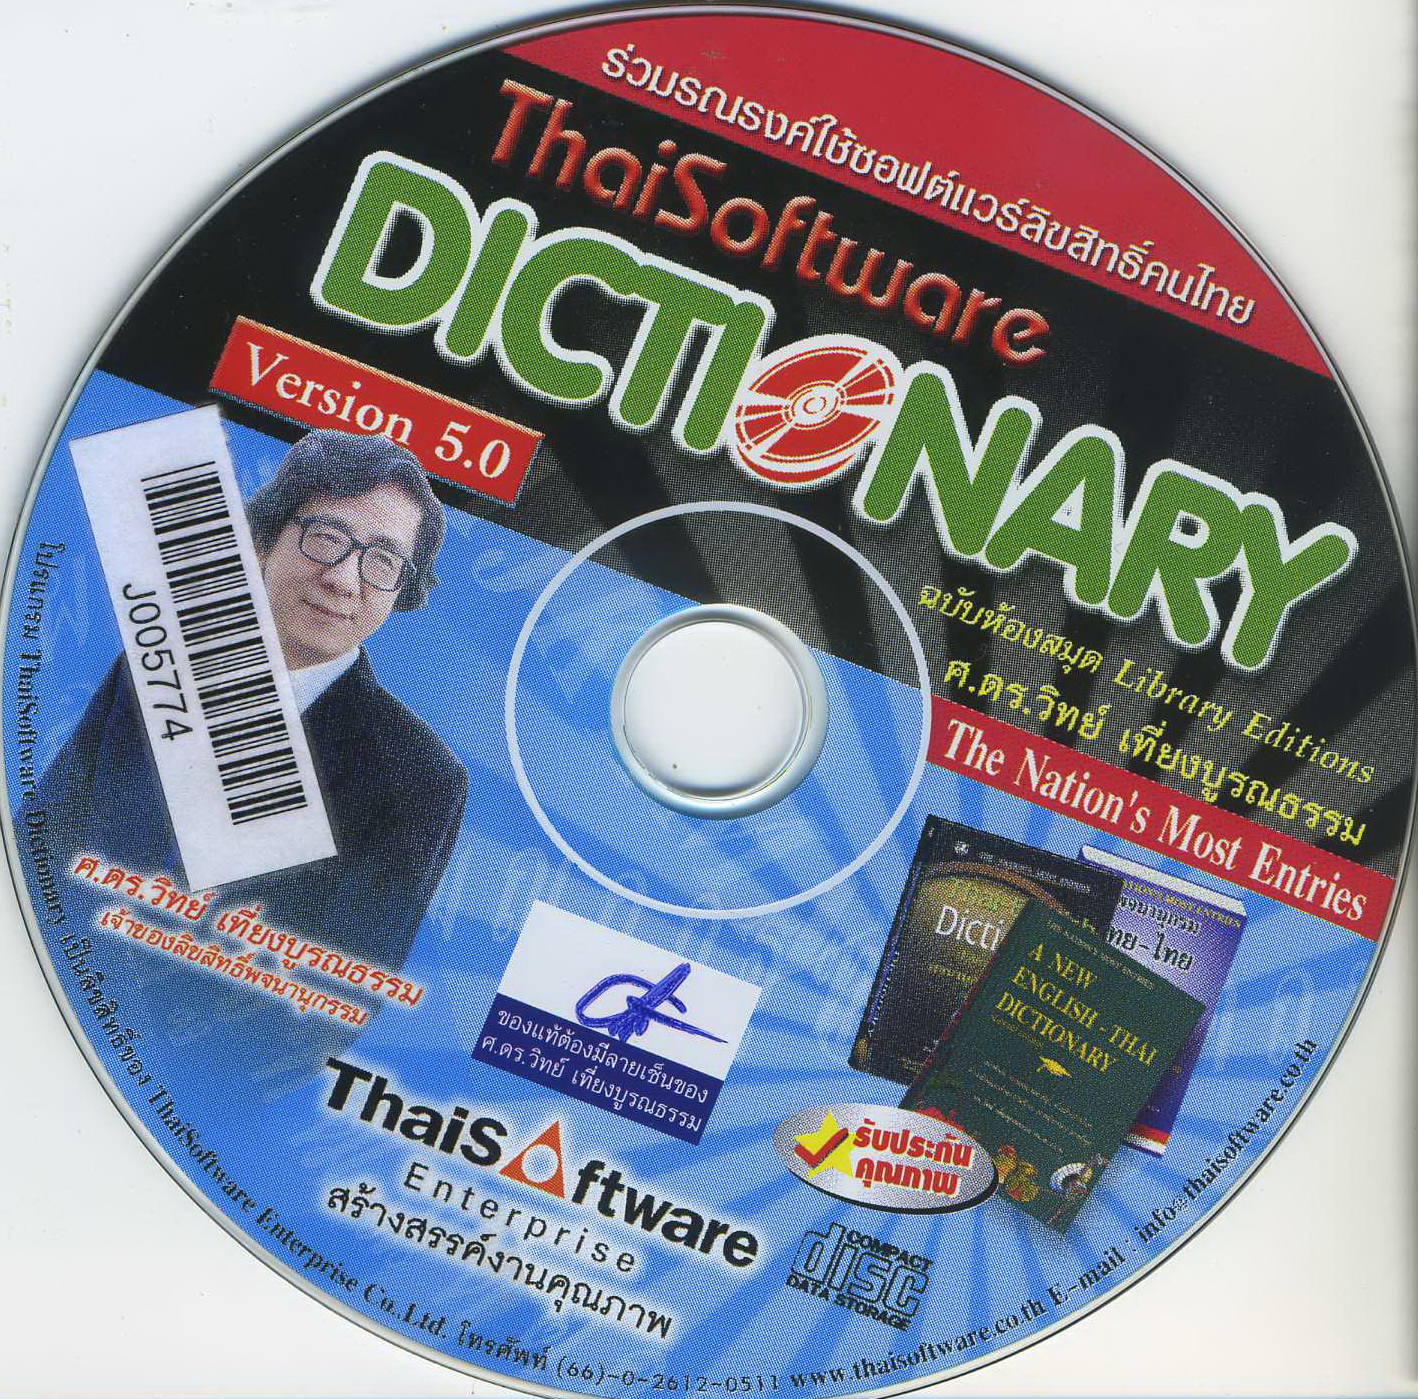 ร่วมรณรงค์ใช้ซอฟต์แวร์ลิขสิทธิ์คนไทย
ThaiSoftware
DICTIONARY
Version 5.0
ฉบับห้องสมุด Library Editions
ศ.ดร.วิทย์ เที่ยงบูรณธรรม
The Nation's Most Entries
J005774
ศ.ดร.วิทย์ เที่ยงบูรณธรรม
เจ้าของลิขสิทธิ์พจนานุกรม
ของแท้ต้องมีลายเซ็นของ
ศ.ดร.วิทย์ เที่ยงบูรณธรรม
Dicti
ทย-ไทย
A NEW
ENGLISH - THAI
DICTIONARY
รับประกัน
คุณภาพ
ThaiSoftware
Enterprise
สร้างสรรค์งานคุณภาพ
COMPACT
disc
DATA STORAGE
โปรแกรม ThaiSoftware Dictionary เป็นลิขสิทธิ์ของ ThaiSoftware Enterprise Co.,Ltd. โทรศัพท์ (66)-0-2612-0511 www.thaisoftware.co.th E.-mail : info@thaisoftware.co.th